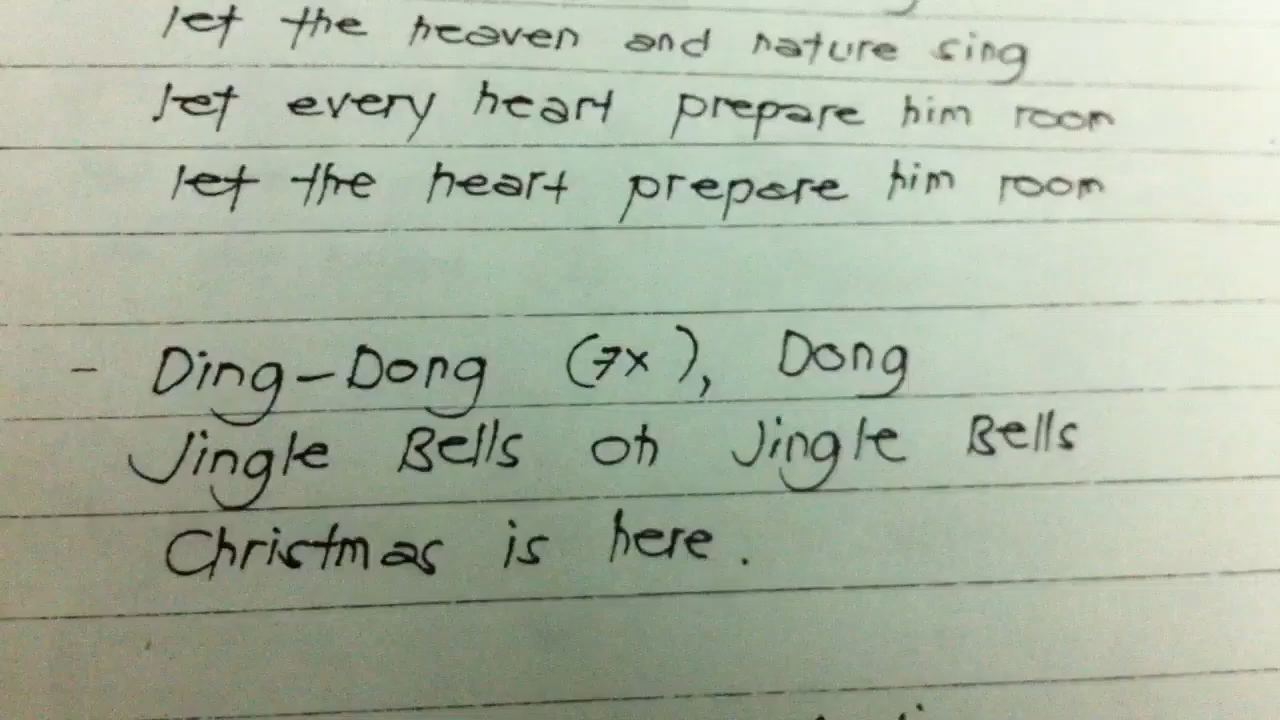 let the heaven and nature sing
let every heart prepare him room
let the heart prepare him room
- Ding-Dong (7x), Dong
Jingle Bells oh Jingle Bells
Christmas is here.